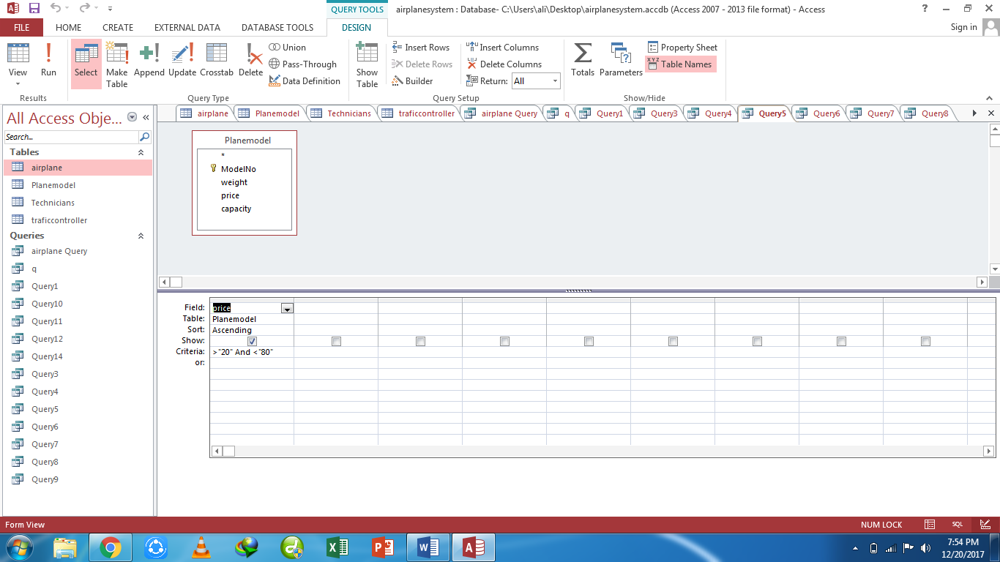 QUERY TOOLS
airplanesystem : Database- C:\Users\ali\Desktop\airplanesystem.accdb (Access 2007 - 2013 file format) - Access
FILE HOME CREATE EXTERNAL DATA DATABASE TOOLS DESIGN Sign in
View
Run
Results
Select
Make Table
Append
Update
Crosstab
Delete
Union
Pass-Through
Data Definition
Query Type
Show Table
Insert Rows
Delete Rows
Builder
Insert Columns
Delete Columns
Return: All
Query Setup
Totals
Parameters
Property Sheet
XYZ Table Names
Show/Hide
All Access Obje...
Search...
Tables
airplane
Planemodel
Technicians
traficcontroller
Queries
airplane Query
q
Query1
Query10
Query11
Query12
Query14
Query3
Query4
Query5
Query6
Query7
Query8
Query9
airplane Planemodel Technicians traficcontroller airplane Query q Query1 Query3 Query4 Query5 Query6 Query7 Query8
Planemodel
*
ModelNo
weight
price
capacity
Field: price
Table: Planemodel
Sort: Ascending
Show:
Criteria: >"20" And <"80"
or:
Form View
NUM LOCK
SQL
7:54 PM
12/20/2017